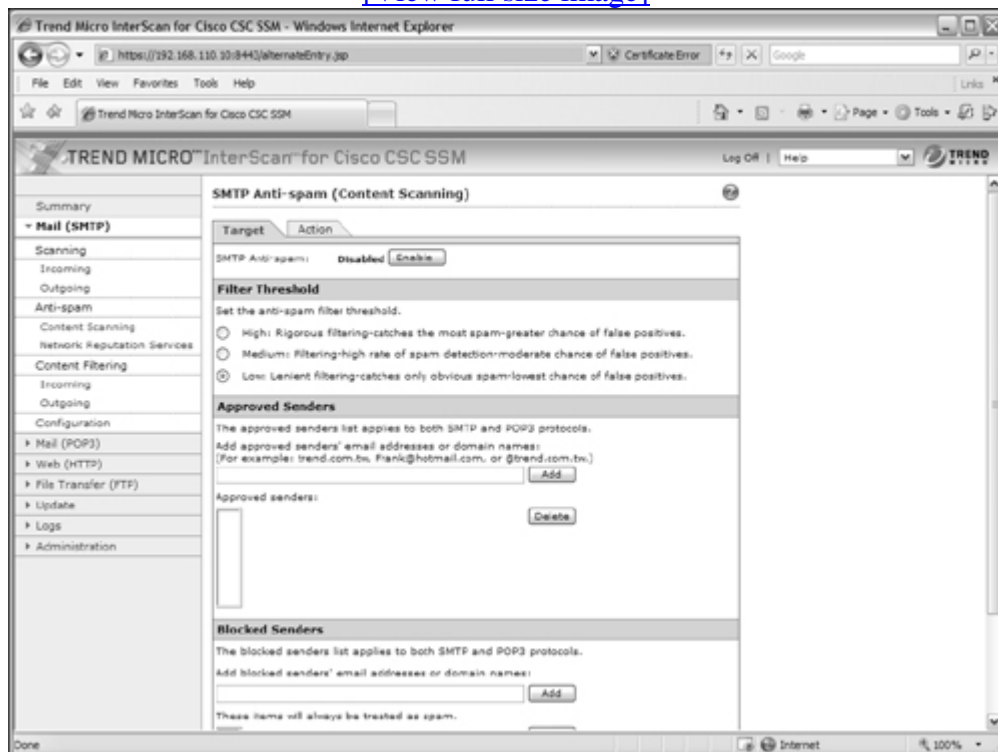 [View full size image]
Trend Micro InterScan for Cisco CSC SSM - Windows Internet Explorer
https://192.168.110.10:8443/alternateEntry.jsp
Certificate Error
Google
File Edit View Favorites Tools Help
Links
Trend Micro InterScan for Cisco CSC SSM
Page
Tools
TREND MICRO™ InterScan™ for Cisco CSC SSM
Log Off | Help
TREND MICRO
Summary
Mail (SMTP)
Scanning
Incoming
Outgoing
Anti-spam
Content Scanning
Network Reputation Services
Content Filtering
Incoming
Outgoing
Configuration
Mail (POP3)
Web (HTTP)
File Transfer (FTP)
Update
Logs
Administration
SMTP Anti-spam (Content Scanning)
Target Action
SMTP Anti-spam: Disabled Enable
Filter Threshold
Set the anti-spam filter threshold.
High: Rigorous filtering-catches the most spam-greater chance of false positives.
Medium: Filtering-high rate of spam detection-moderate chance of false positives.
Low: Lenient filtering-catches only obvious spam-lowest chance of false positives.
Approved Senders
The approved senders list applies to both SMTP and POP3 protocols.
Add approved senders' email addresses or domain names:
(For example: trend.com.tw, Frank@hotmail.com, or @trend.com.tw.)
Add
Approved senders:
Delete
Blocked Senders
The blocked senders list applies to both SMTP and POP3 protocols.
Add blocked senders' email addresses or domain names:
Add
These items will always be treated as spam.
Done
Internet
100%